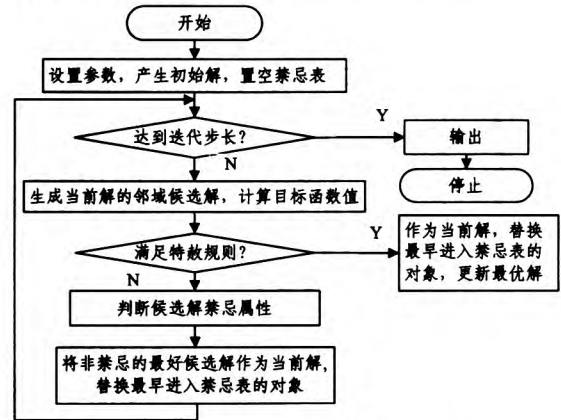 开始
设置参数，产生初始解，置空禁忌表
达到迭代步长？
Y
输出
N
停止
生成当前解的邻域候选解，计算目标函数值
满足特赦规则？
Y
作为当前解，替换
最早进入禁忌表的
对象，更新最优解
N
判断候选解禁忌属性
将非禁忌的最好候选解作为当前解，
替换最早进入禁忌表的对象